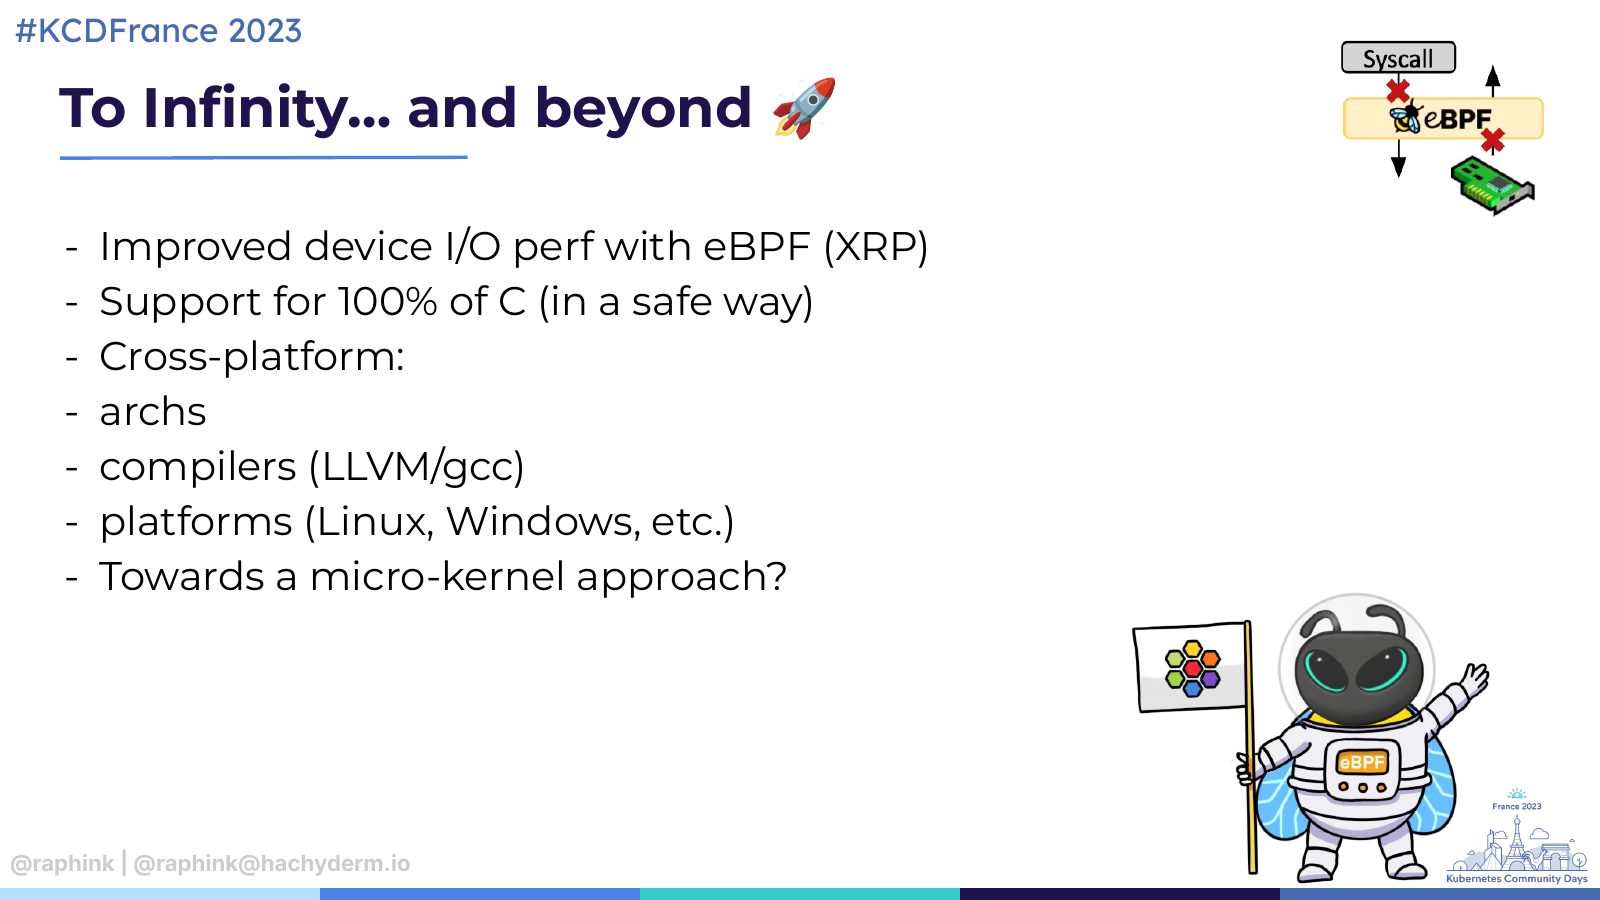 #KCDFrance 2023
To Infinity... and beyond 🚀
Syscall
eBPF
- Improved device I/O perf with eBPF (XRP)
- Support for 100% of C (in a safe way)
- Cross-platform:
- archs
- compilers (LLVM/gcc)
- platforms (Linux, Windows, etc.)
- Towards a micro-kernel approach?
eBPF
France 2023
Kubernetes Community Days
@raphink | @raphink@hachyderm.io